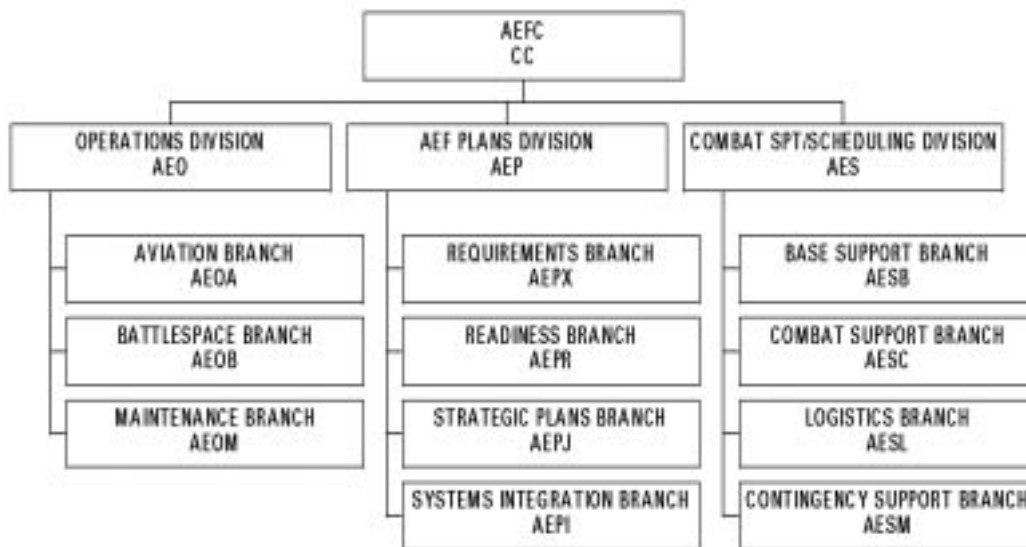 AEFC
CC
OPERATIONS DIVISION
AEO
AEF PLANS DIVISION
AEP
COMBAT SPT/SCHEDULING DIVISION
AES
AVIATION BRANCH
AEOA
BATTLESPACE BRANCH
AEOB
MAINTENANCE BRANCH
AEOM
REQUIREMENTS BRANCH
AEPX
READINESS BRANCH
AEPR
STRATEGIC PLANS BRANCH
AEPJ
SYSTEMS INTEGRATION BRANCH
AEPI
BASE SUPPORT BRANCH
AESB
COMBAT SUPPORT BRANCH
AESC
LOGISTICS BRANCH
AESL
CONTINGENCY SUPPORT BRANCH
AESM